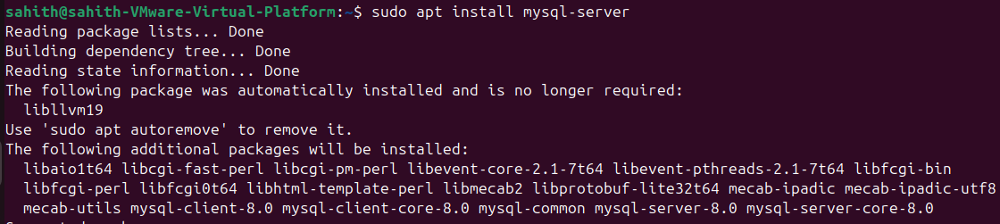 sahith@sahith-VMware-Virtual-Platform:~$ sudo apt install mysql-server
Reading package lists... Done
Building dependency tree... Done
Reading state information... Done
The following package was automatically installed and is no longer required:
  libllvm19
Use 'sudo apt autoremove' to remove it.
The following additional packages will be installed:
  libaio1t64 libcgi-fast-perl libcgi-pm-perl libevent-core-2.1-7t64 libevent-pthreads-2.1-7t64 libfcgi-bin
  libfcgi-perl libfcgi0t64 libhtml-template-perl libmecab2 libprotobuf-lite32t64 mecab-ipadic mecab-ipadic-utf8
  mecab-utils mysql-client-8.0 mysql-client-core-8.0 mysql-common mysql-server-8.0 mysql-server-core-8.0